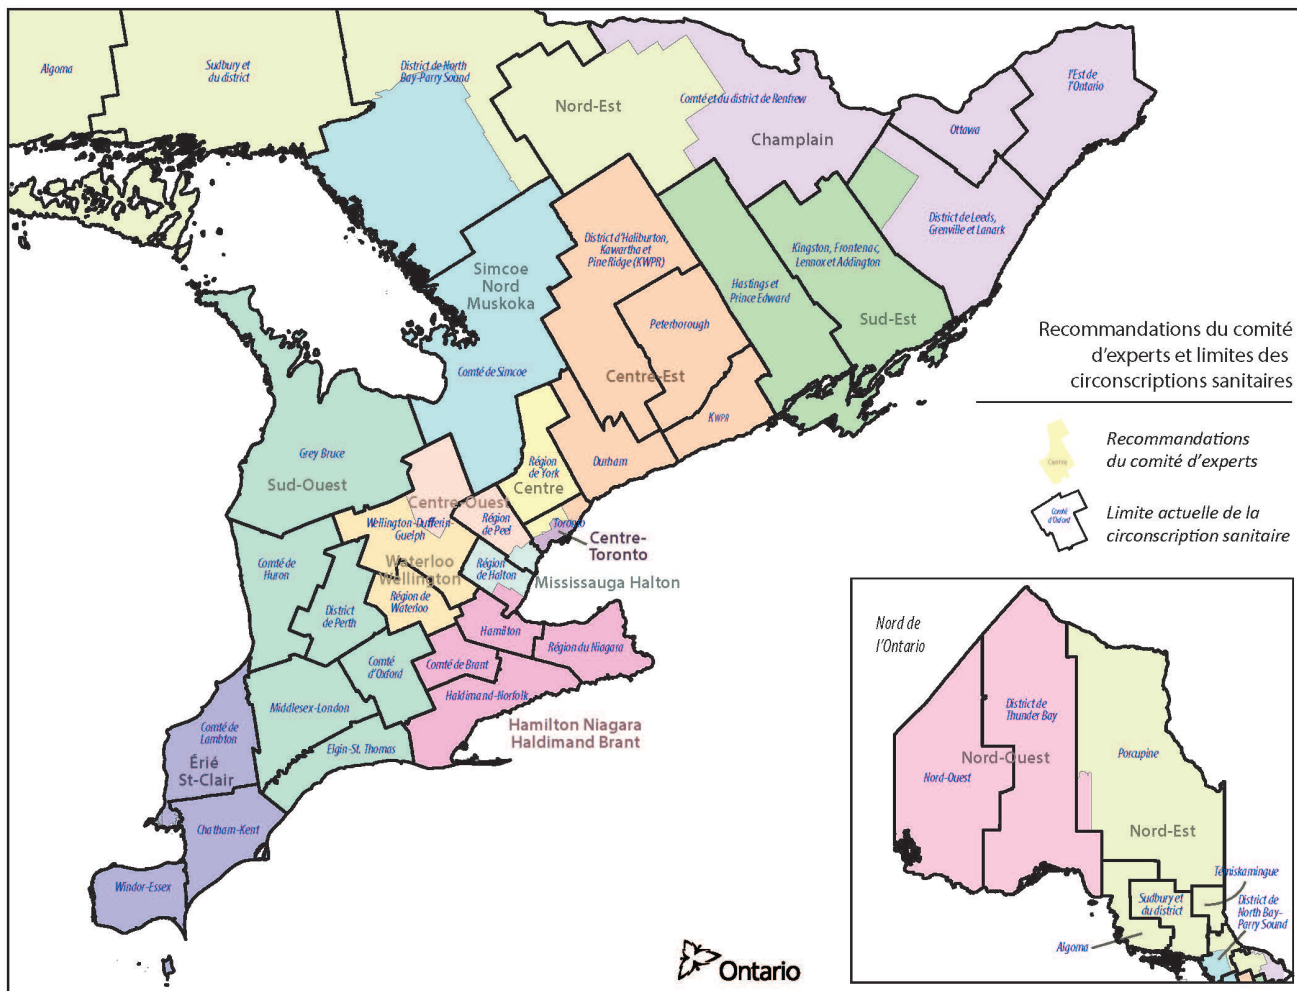 Algoma
Sudbury et
du district
District de North
Bay-Parry Sound
Nord-Est
Comté et du district de Renfrew
Champlain
Ottawa
l'Est de
l'Ontario
District de Leeds,
Grenville et Lanark
District d'Haliburton,
Kawartha et
Pine Ridge (KWPR)
Kingston, Frontenac,
Lennox et Addington
Simcoe
Nord
Muskoka
Hastings et
Prince Edward
Sud-Est
Peterborough
Comté de Simcoe
Centre-Est
KWPR
Grey Bruce
Sud-Ouest
Région
de York
Centre
Durham
Centre-Ouest
Wellington-Dufferin-
Guelph
Région
de Peel
Toronto
Centre-
Toronto
Waterloo
Wellington
Région
de Halton
Mississauga Halton
Comté de
Huron
District
de Perth
Région de
Waterloo
Hamilton
Région du Niagara
Comté
d'Oxford
Comté de Brant
Haldimand-Norfolk
Middlesex-London
Hamilton Niagara
Haldimand Brant
Comté de
Lambton
Elgin-St. Thomas
Érié
St-Clair
Chatham-Kent
Windor-Essex
Recommandations du comité
d'experts et limites des
circonscriptions sanitaires
Centre
Recommandations
du comité d'experts
Comté
d'Oxford
Limite actuelle de la
circonscription sanitaire
Nord de
l'Ontario
District de
Thunder Bay
Nord-Ouest
Nord-Ouest
Porcupine
Nord-Est
Témiskamingue
Sudbury et
du district
District de
North Bay-
Parry Sound
Algoma
Ontario